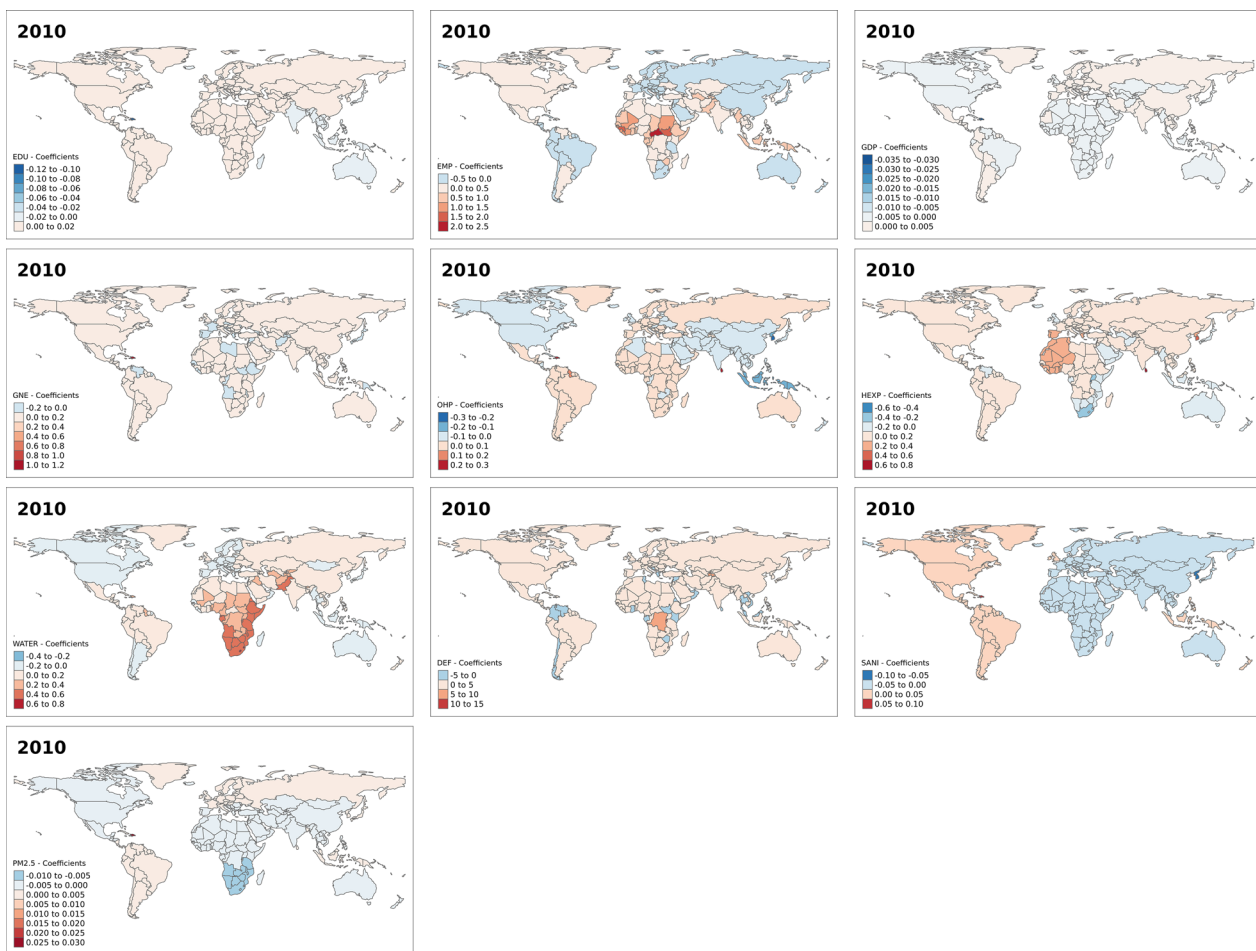 2010
EDU - Coefficients
-0.12 to -0.10
-0.10 to -0.08
-0.08 to -0.06
-0.06 to -0.04
-0.04 to -0.02
-0.02 to 0.00
0.00 to 0.02
2010
EMP - Coefficients
-0.5 to 0.0
0.0 to 0.5
0.5 to 1.0
1.0 to 1.5
1.5 to 2.0
2.0 to 2.5
2010
GDP - Coefficients
-0.035 to -0.030
-0.030 to -0.025
-0.025 to -0.020
-0.020 to -0.015
-0.015 to -0.010
-0.010 to -0.005
-0.005 to 0.000
0.000 to 0.005
2010
GNE - Coefficients
-0.2 to 0.0
0.0 to 0.2
0.2 to 0.4
0.4 to 0.6
0.6 to 0.8
0.8 to 1.0
1.0 to 1.2
2010
OHP - Coefficients
-0.3 to -0.2
-0.2 to -0.1
-0.1 to 0.0
0.0 to 0.1
0.1 to 0.2
0.2 to 0.3
2010
HEXP - Coefficients
-0.6 to -0.4
-0.4 to -0.2
-0.2 to 0.0
0.0 to 0.2
0.2 to 0.4
0.4 to 0.6
0.6 to 0.8
2010
WATER - Coefficients
-0.4 to -0.2
-0.2 to 0.0
0.0 to 0.2
0.2 to 0.4
0.4 to 0.6
0.6 to 0.8
2010
DEF - Coefficients
-5 to 0
0 to 5
5 to 10
10 to 15
2010
SANI - Coefficients
-0.10 to -0.05
-0.05 to 0.00
0.00 to 0.05
0.05 to 0.10
2010
PM2.5 - Coefficients
-0.010 to -0.005
-0.005 to 0.000
0.000 to 0.005
0.005 to 0.010
0.010 to 0.015
0.015 to 0.020
0.020 to 0.025
0.025 to 0.030